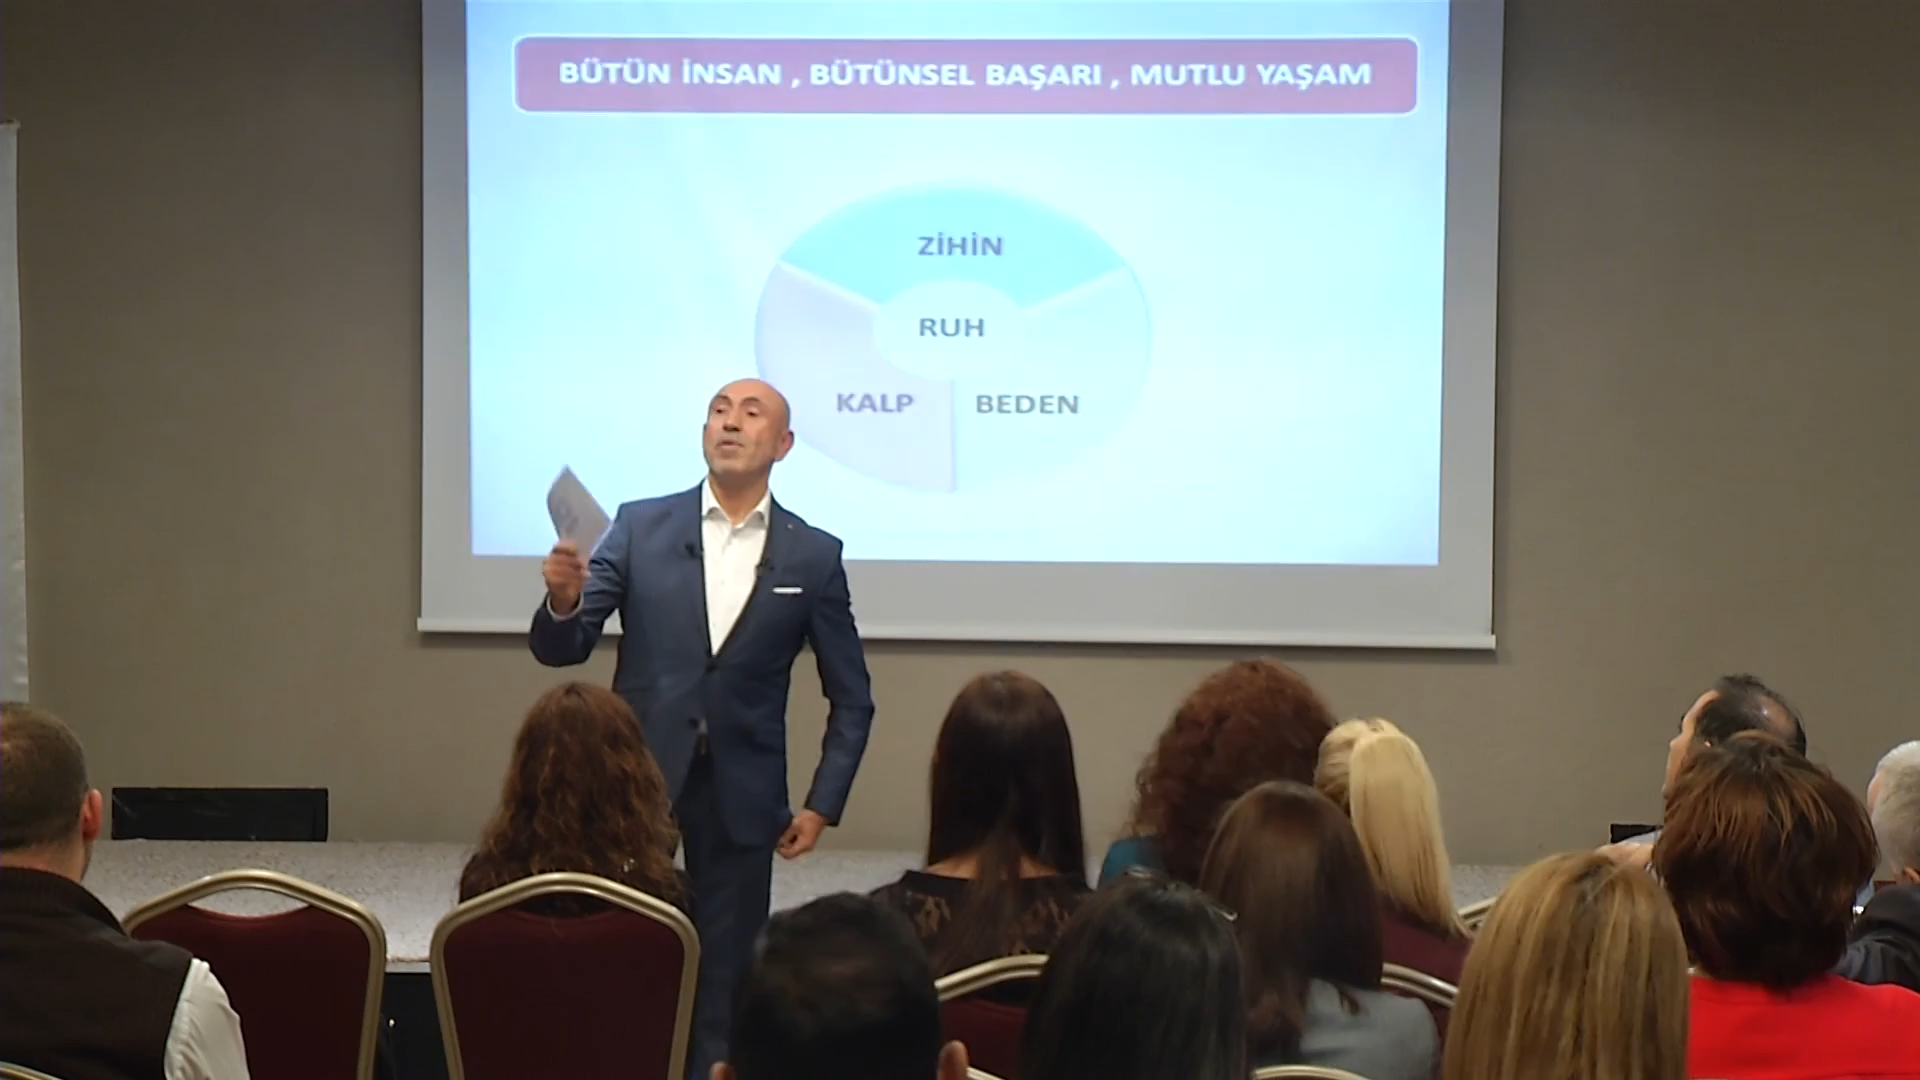 BÜTÜN İNSAN , BÜTÜNSEL BAŞARI , MUTLU YAŞAM
ZİHİN
RUH
KALP
BEDEN